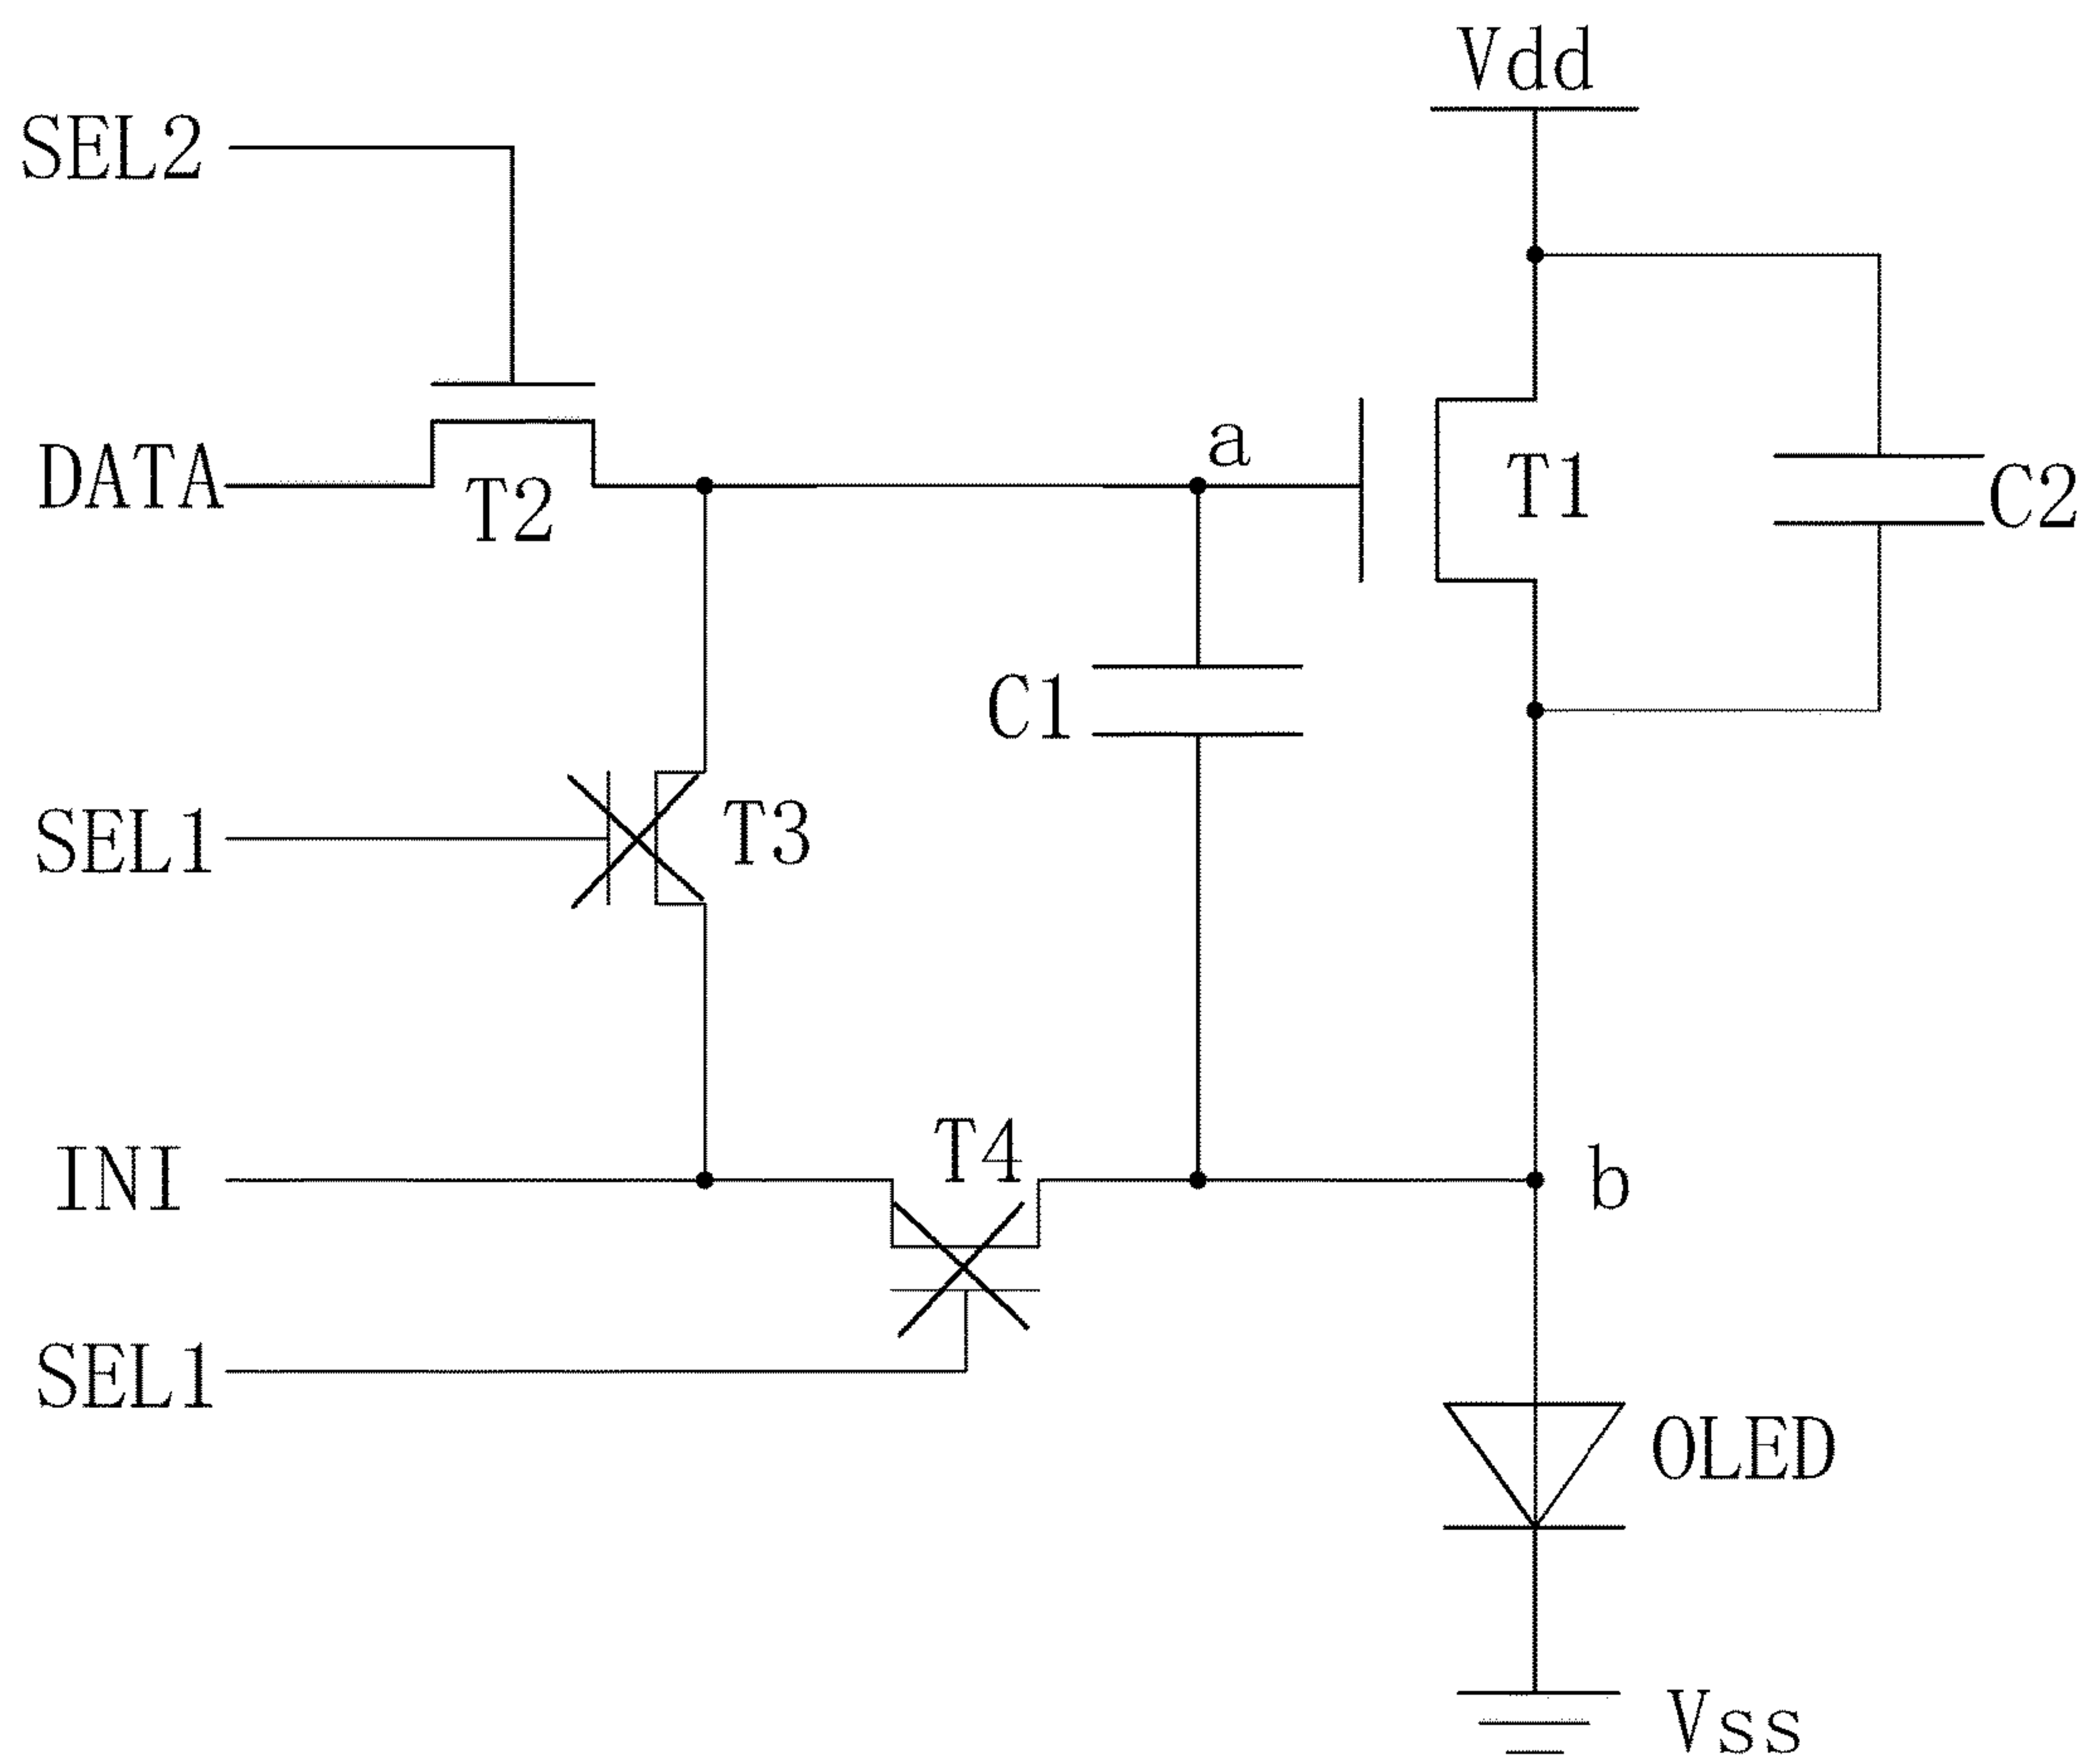 Vdd
SEL2
a
DATA
T2
T1
C2
C1
SEL1
T3
INI
T4
b
SEL1
OLED
Vss